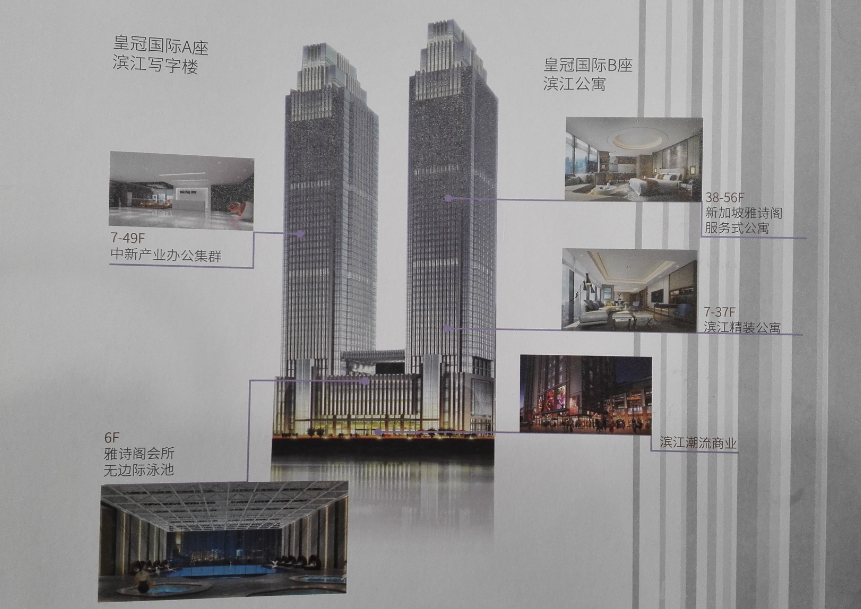 皇冠国际A座
滨江写字楼
皇冠国际B座
滨江公寓
38-56F
新加坡雅诗阁
服务式公寓
7-49F
中新产业办公集群
7-37F
滨江精装公寓
滨江潮流商业
6F
雅诗阁会所
无边际泳池